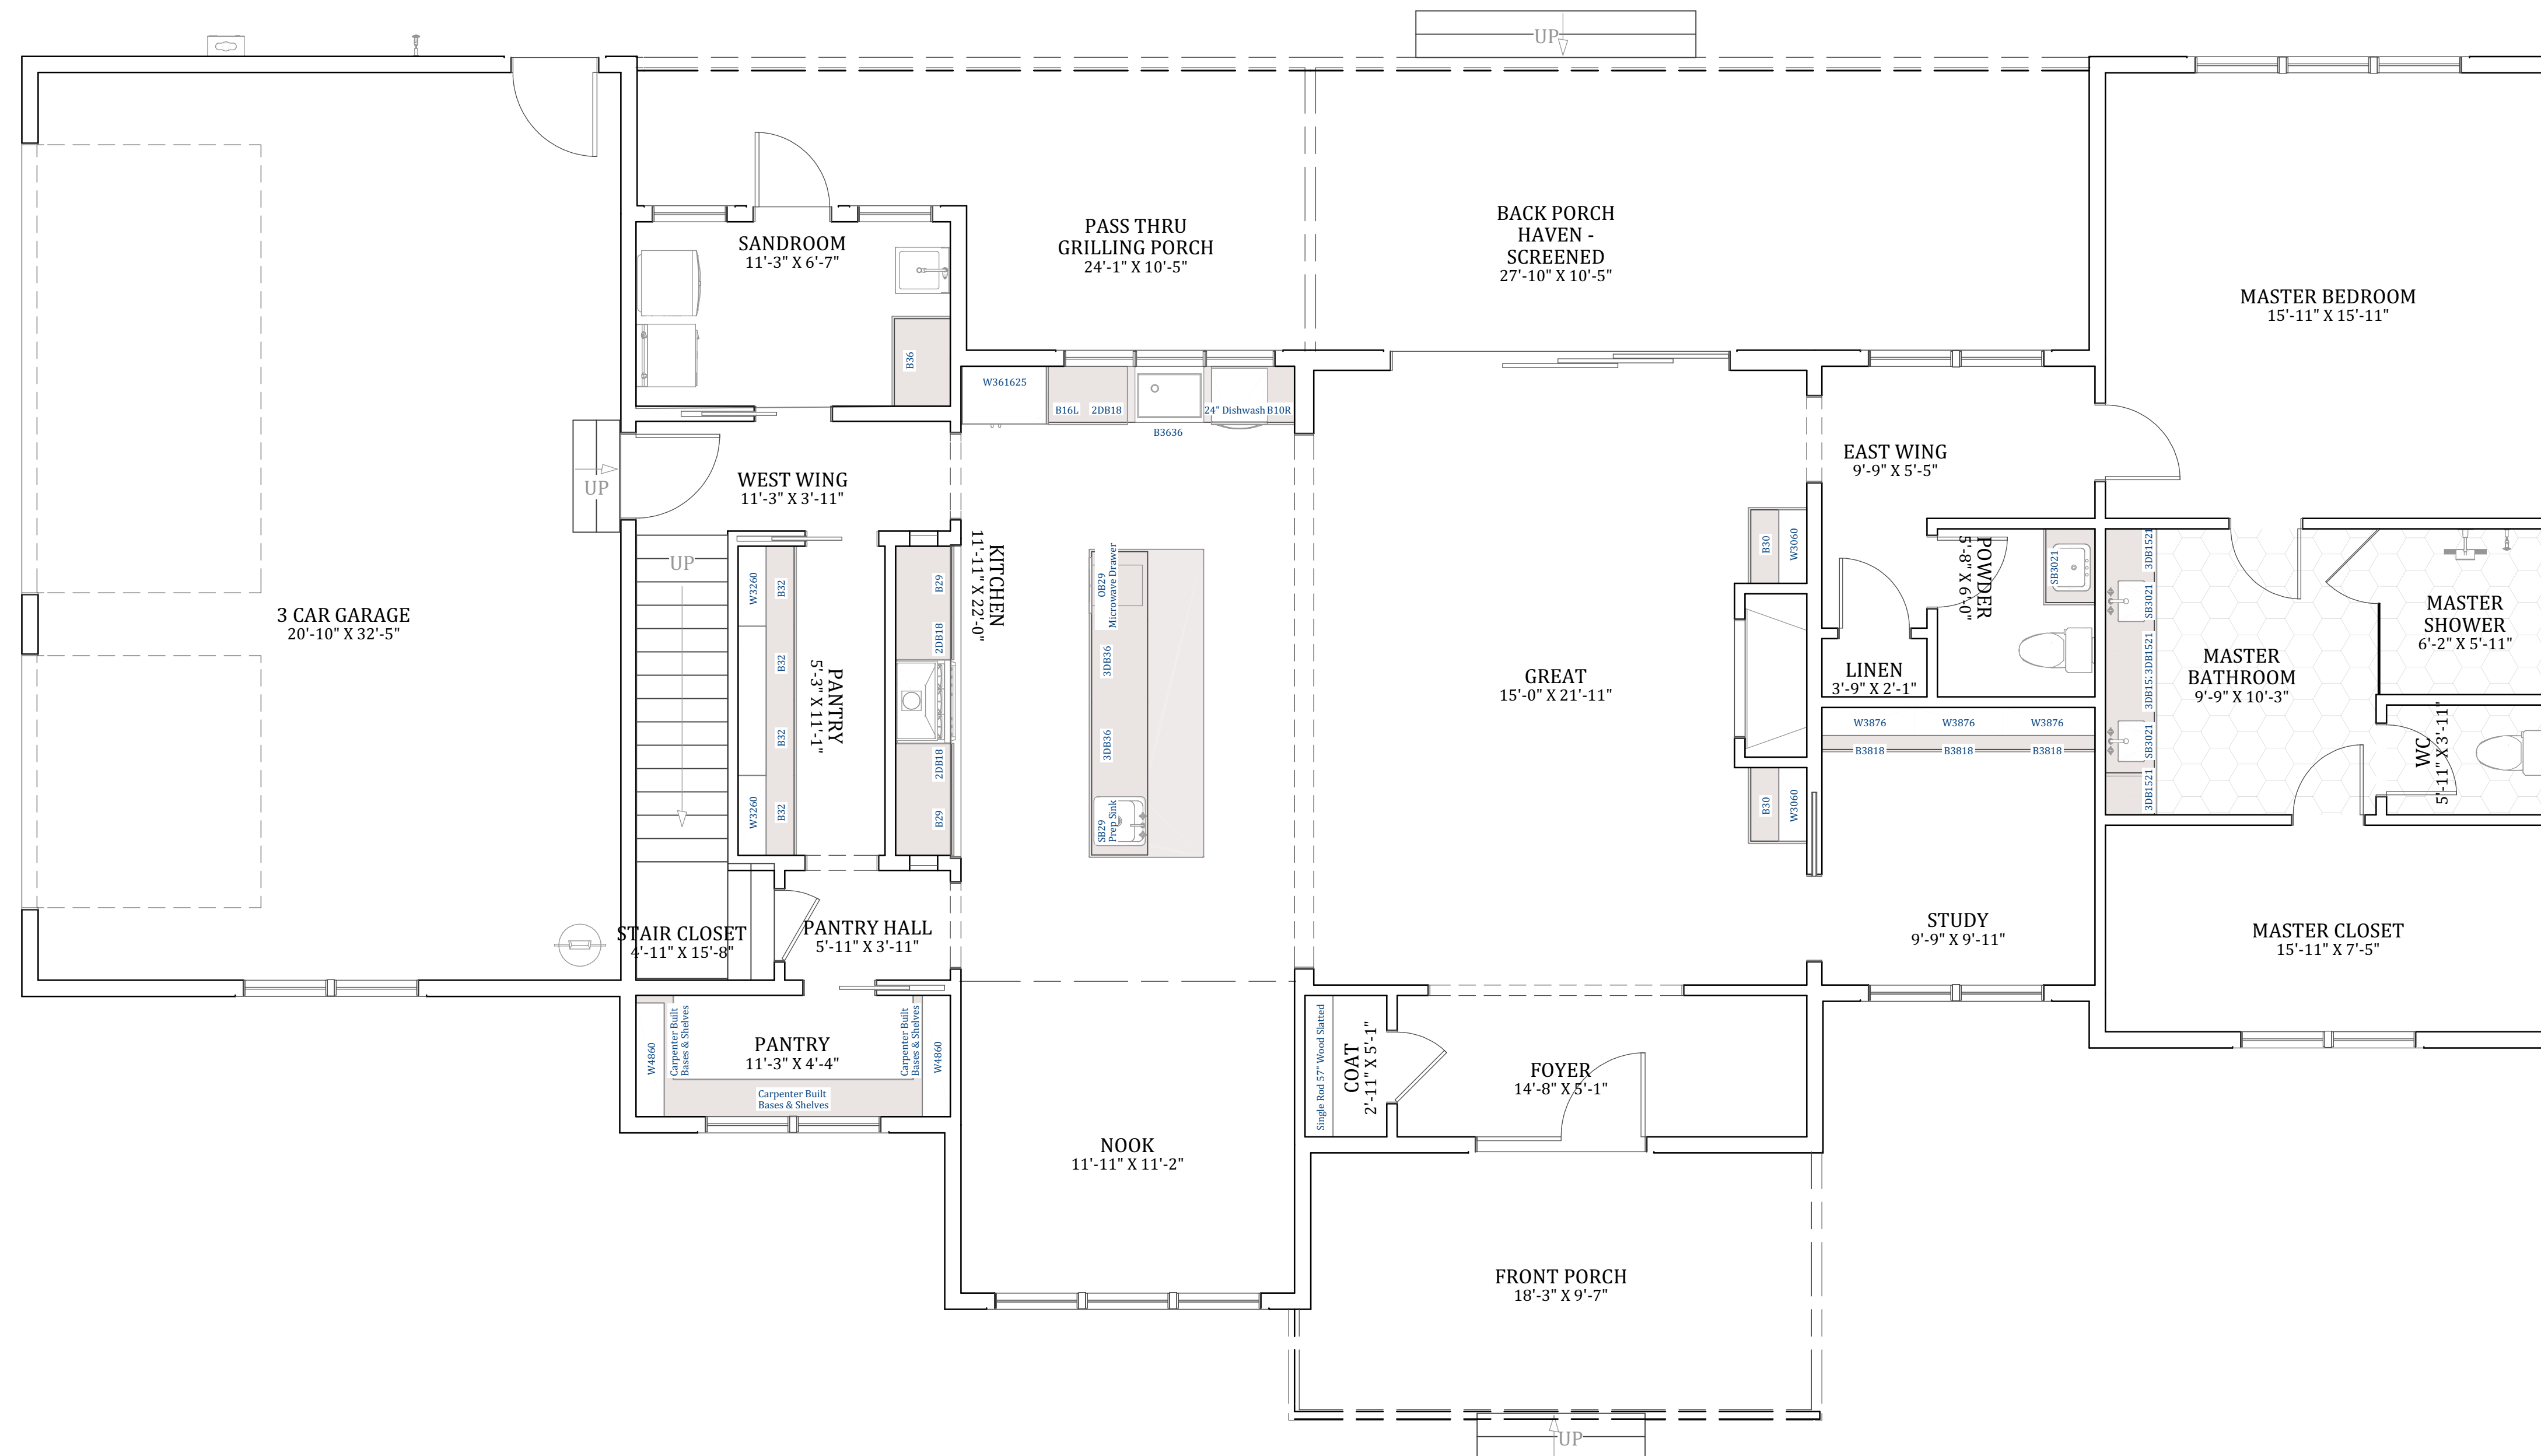 UP
SANDROOM
11'-3" X 6'-7"
PASS THRU
GRILLING PORCH
24'-1" X 10'-5"
BACK PORCH
HAVEN -
SCREENED
27'-10" X 10'-5"
MASTER BEDROOM
15'-11" X 15'-11"
B36
W361625
B16L
2DB18
24" Dishwash
B10R
B3636
UP
WEST WING
11'-3" X 3'-11"
EAST WING
9'-9" X 5'-5"
UP
3 CAR GARAGE
20'-10" X 32'-5"
W3260
W3260
B32
B32
B32
B32
PANTRY
5'-3" X 11'-1"
B29
2DB18
2DB18
B29
KITCHEN
11'-11" X 22'-0"
OB29
Microwave Drawer
3DB36
3DB36
SB29
Prep Sink
GREAT
15'-0" X 21'-11"
B30
W3060
B30
W3060
POWDER
5'-8" X 6'-0"
SB3021
LINEN
3'-9" X 2'-1"
3DB1521
SB3021
3DB1521
3DB15
SB3021
3DB1521
MASTER
BATHROOM
9'-9" X 10'-3"
MASTER
SHOWER
6'-2" X 5'-11"
WC
5'-11" X 3'-11"
W3876
W3876
W3876
B3818
B3818
B3818
STAIR CLOSET
4'-11" X 15'-8"
PANTRY HALL
5'-11" X 3'-11"
STUDY
9'-9" X 9'-11"
MASTER CLOSET
15'-11" X 7'-5"
W4860
Carpenter Built
Bases & Shelves
PANTRY
11'-3" X 4'-4"
Carpenter Built
Bases & Shelves
W4860
Carpenter Built
Bases & Shelves
Single Rod 57" Wood Slatted
COAT
2'-11" X 5'-1"
FOYER
14'-8" X 5'-1"
NOOK
11'-11" X 11'-2"
FRONT PORCH
18'-3" X 9'-7"
UP